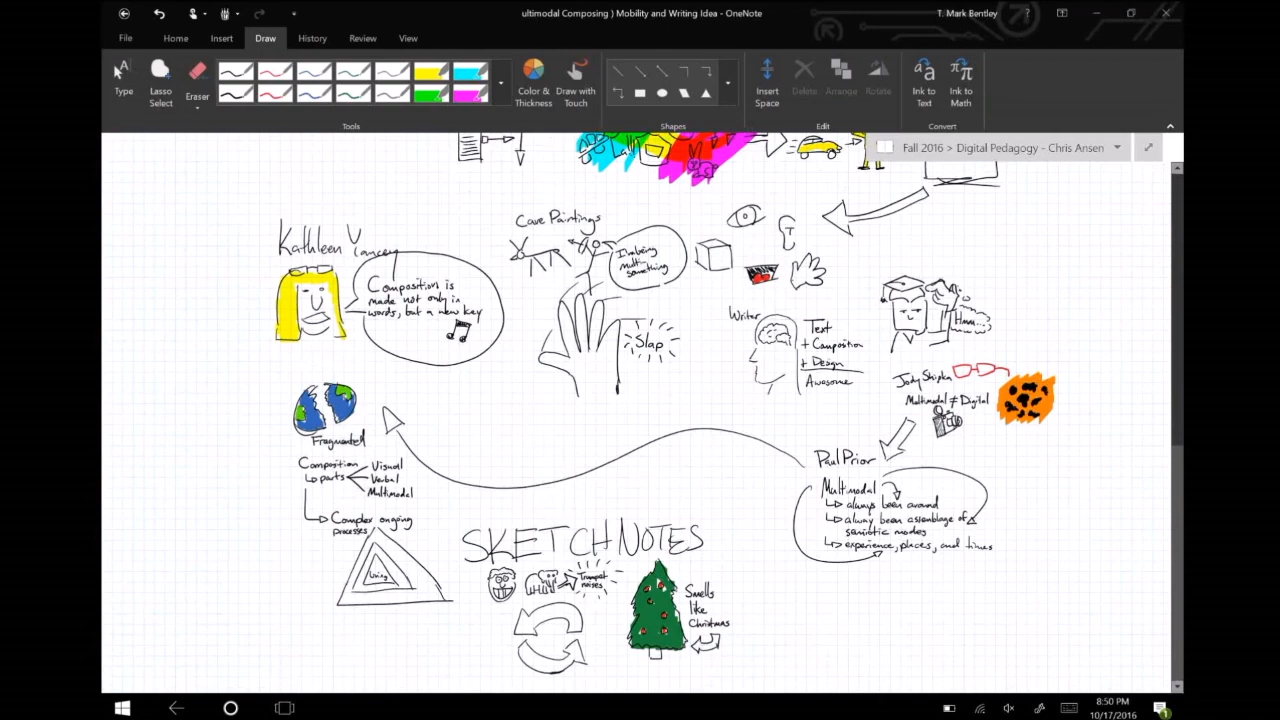 ultimodal Composing ) Mobility and Writing Idea - OneNote
T. Mark Bentley
File
Home
Insert
Draw
History
Review
View
Type
Lasso Select
Eraser
Color & Thickness
Draw with Touch
Insert Space
Delete
Arrange
Rotate
Ink to Text
Ink to Math
Tools
Shapes
Edit
Convert
Fall 2016 > Digital Pedagogy - Chris Ansen
Kathleen Yancey
Composition is
made not only in
words, but a new key
Cave Paintings
I'm being
multi-
something
Slap
Writer
Text
+ Composition
+ Design
Awesome
Hmm...
Jody Shipka
Multimodal ≠ Digital
Paul Prior
Multimodal
always been around
alway been assemblage of
semiotic modes
experience, places, and times
Fragmented
Composition
parts
Visual
Verbal
Multimodal
Complex ongoing
processes
Using
SKETCHNOTES
Trumpet
noises
Smells
like
Christmas
8:50 PM
10/17/2016